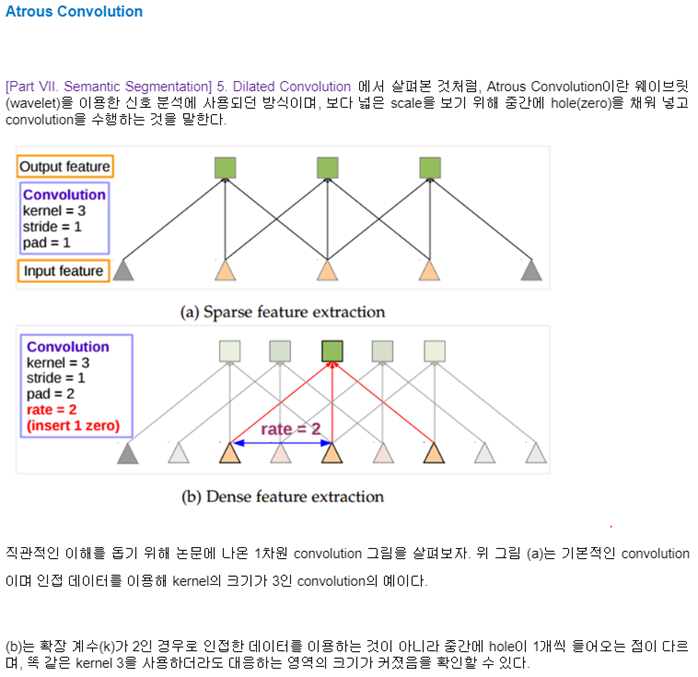 Atrous Convolution
[Part VII. Semantic Segmentation] 5. Dilated Convolution 에서 살펴본 것처럼, Atrous Convolution이란 웨이브릿
(wavelet)을 이용한 신호 분석에 사용되던 방식이며, 보다 넓은 scale을 보기 위해 중간에 hole(zero)을 채워 넣고
convolution을 수행하는 것을 말한다.
Output feature
Convolution
kernel = 3
stride = 1
pad = 1
Input feature
(a) Sparse feature extraction
Convolution
kernel = 3
stride = 1
pad = 2
rate = 2
(insert 1 zero)
rate = 2
(b) Dense feature extraction
직관적인 이해를 돕기 위해 논문에 나온 1차원 convolution 그림을 살펴보자. 위 그림 (a)는 기본적인 convolution
이며 인접 데이터를 이용해 kernel의 크기가 3인 convolution의 예이다.
(b)는 확장 계수(k)가 2인 경우로 인접한 데이터를 이용하는 것이 아니라 중간에 hole이 1개씩 들어오는 점이 다르
며, 똑 같은 kernel 3을 사용하더라도 대응하는 영역의 크기가 커졌음을 확인할 수 있다.